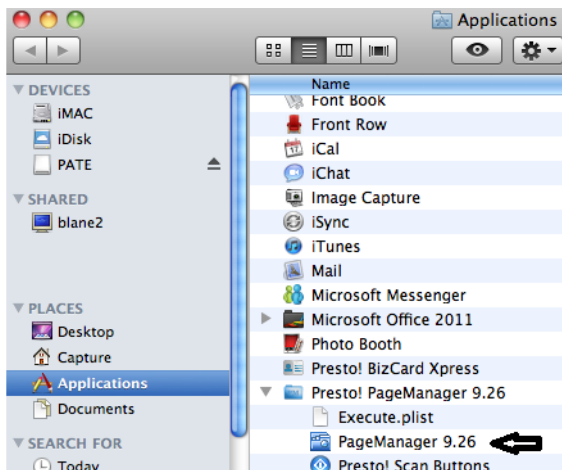 Applications
DEVICES
iMAC
iDisk
PATE
SHARED
blane2
PLACES
Desktop
Capture
Applications
Documents
SEARCH FOR
Today
Name
Font Book
Front Row
iCal
iChat
Image Capture
iSync
iTunes
Mail
Microsoft Messenger
Microsoft Office 2011
Photo Booth
Presto! BizCard Xpress
Presto! PageManager 9.26
Execute.plist
PageManager 9.26
Presto! Scan Buttons